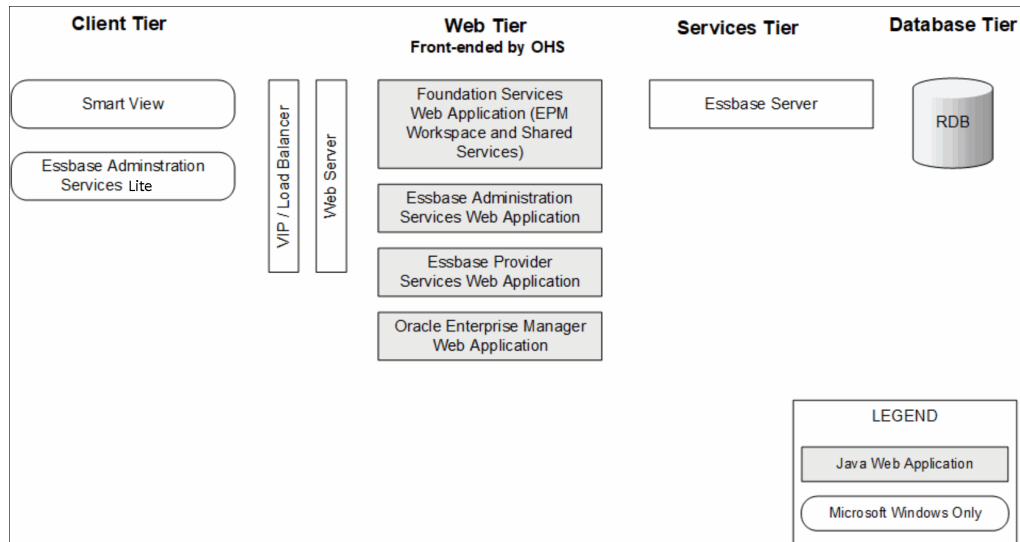 Client Tier
Web Tier
Front-ended by OHS
Services Tier
Database Tier
Smart View
Essbase Adminstration
Services Lite
VIP / Load Balancer
Web Server
Foundation Services
Web Application (EPM
Workspace and Shared
Services)
Essbase Administration
Services Web Application
Essbase Provider
Services Web Application
Oracle Enterprise Manager
Web Application
Essbase Server
RDB
LEGEND
Java Web Application
Microsoft Windows Only